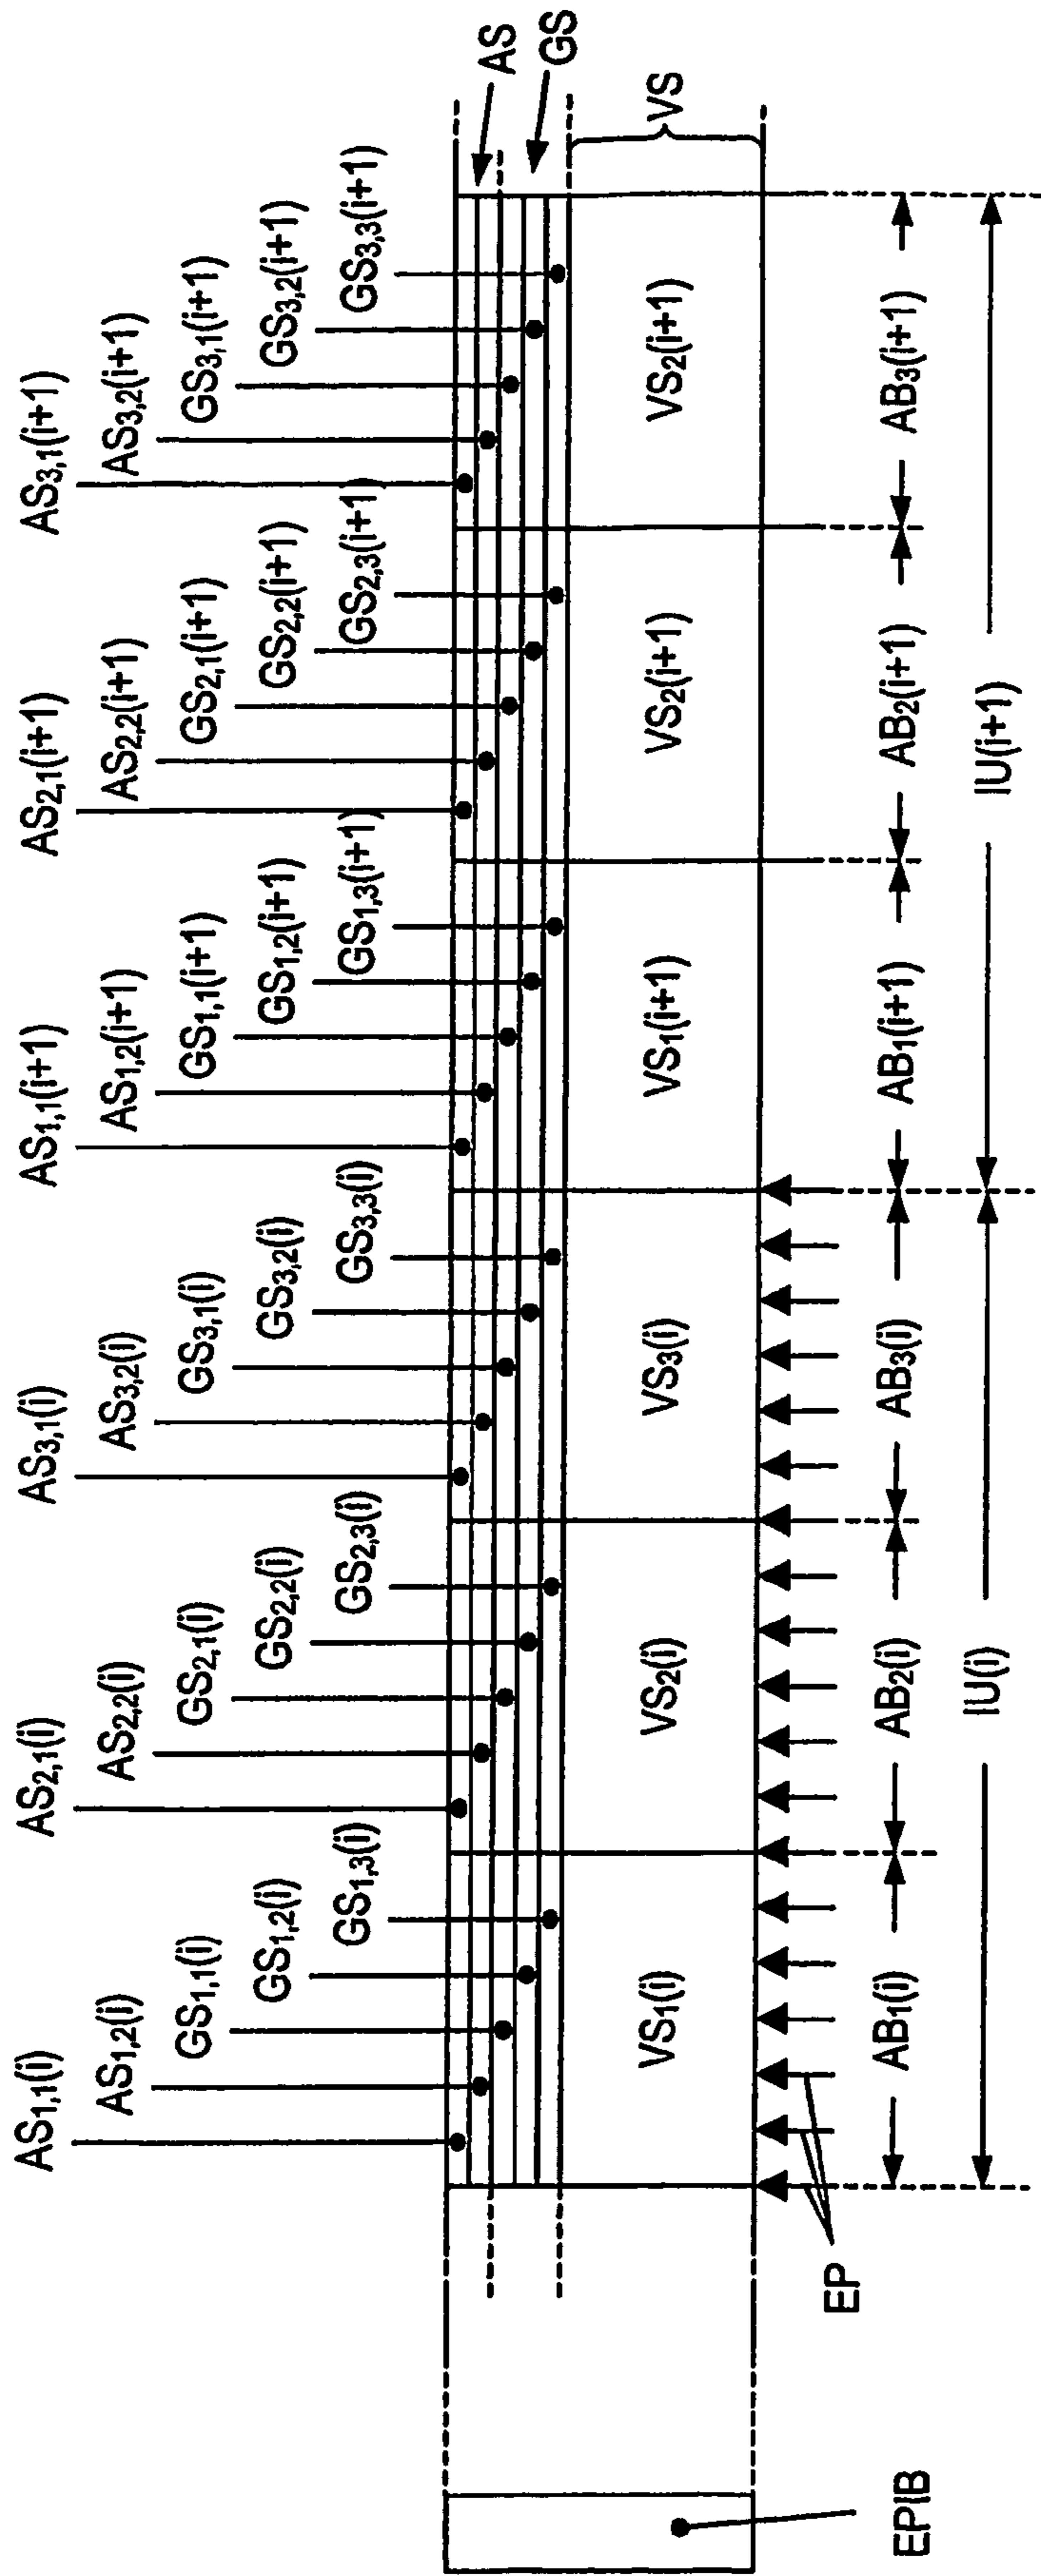 AS1,1(i)
AS1,2(i)
GS1,1(i)
GS1,2(i)
GS1,3(i)
AS2,1(i)
AS2,2(i)
GS2,1(i)
GS2,2(i)
GS2,3(i)
AS3,1(i)
AS3,2(i)
GS3,1(i)
GS3,2(i)
GS3,3(i)
AS1,1(i+1)
AS1,2(i+1)
GS1,1(i+1)
GS1,2(i+1)
GS1,3(i+1)
AS2,1(i+1)
AS2,2(i+1)
GS2,1(i+1)
GS2,2(i+1)
GS2,3(i+1)
AS3,1(i+1)
AS3,2(i+1)
GS3,1(i+1)
GS3,2(i+1)
GS3,3(i+1)
AS
GS
VS
VS1(i)
VS2(i)
VS3(i)
VS1(i+1)
VS2(i+1)
VS2(i+1)
EPIB
EP
AB1(i)
AB2(i)
AB3(i)
AB1(i+1)
AB2(i+1)
AB3(i+1)
IU(i)
IU(i+1)